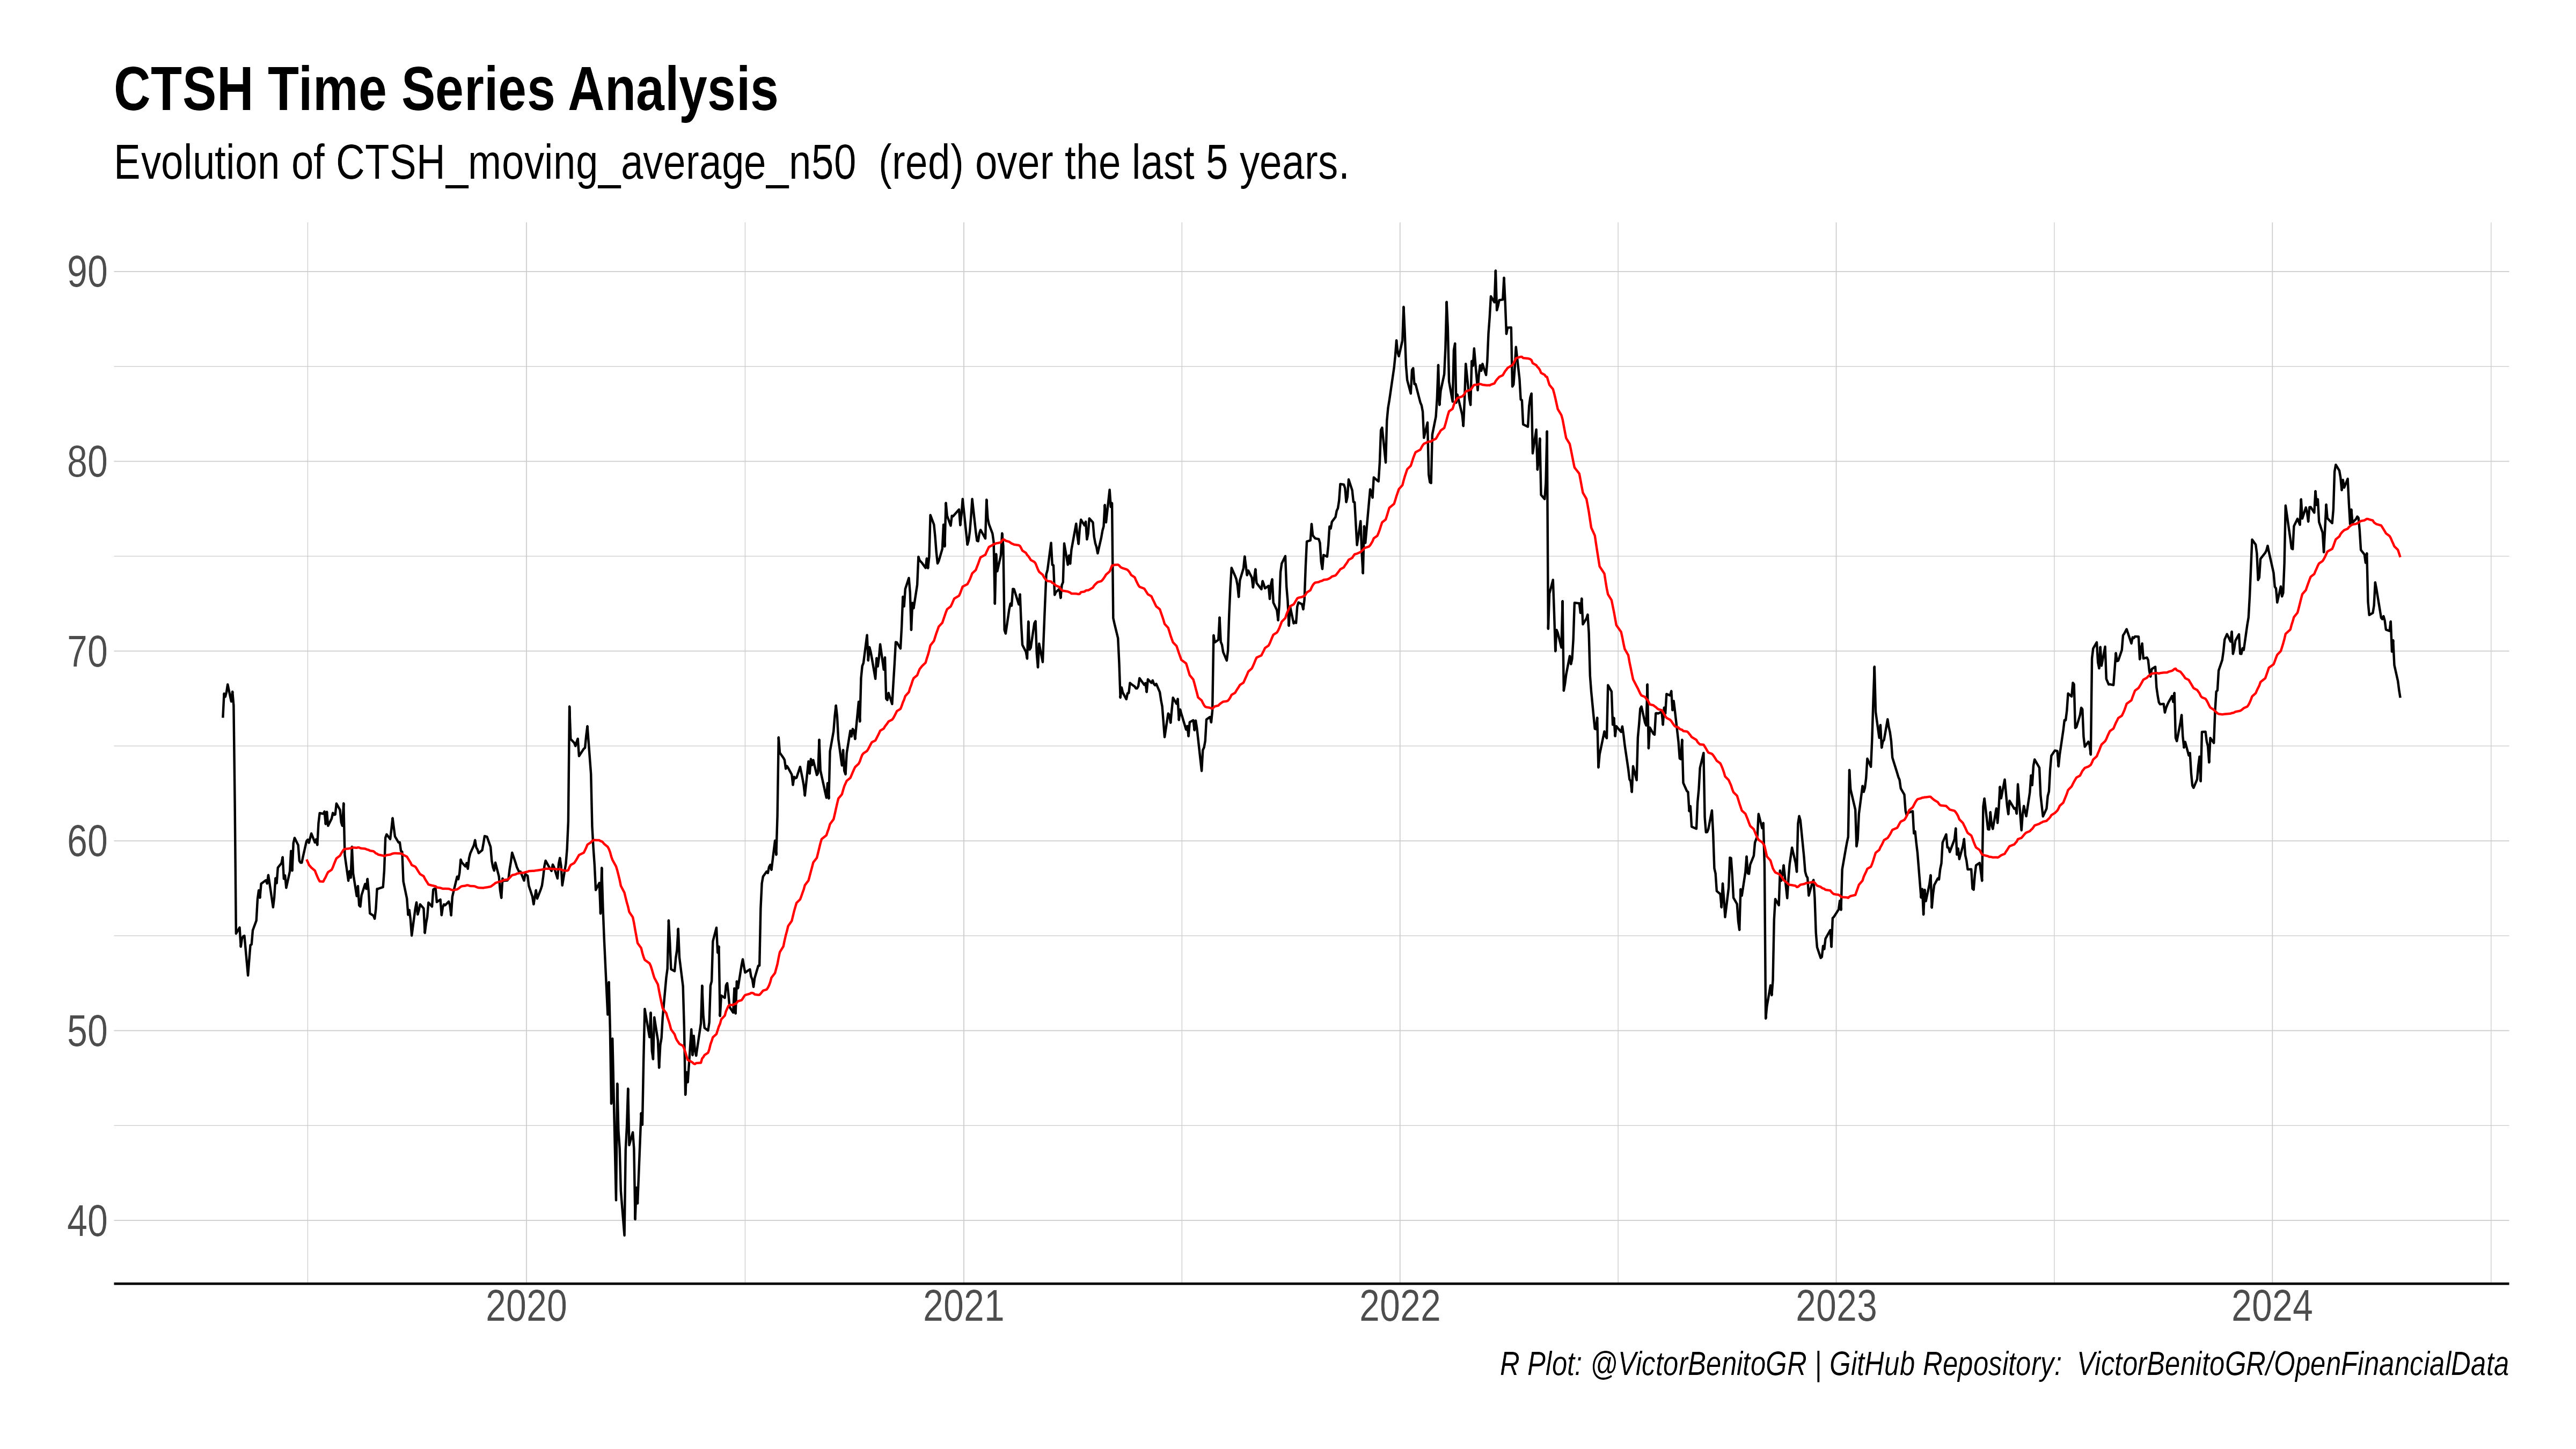 CTSH Time Series Analysis
Evolution of CTSH_moving_average_n50  (red) over the last 5 years.
90
80
70
60
50
40
2020 2021 2022 2023 2024
R Plot: @VictorBenitoGR | GitHub Repository:  VictorBenitoGR/OpenFinancialData